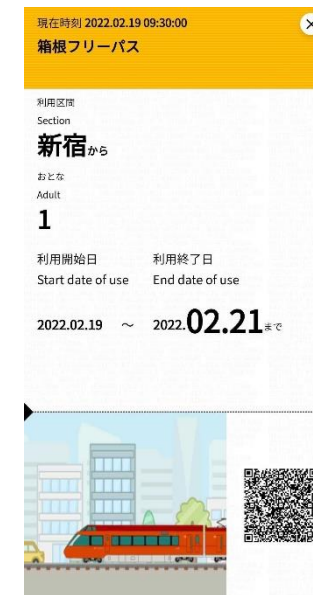 現在時刻 2022.02.19 09:30:00
箱根フリーパス
利用区間
Section
新宿から
おとな
Adult
1
利用開始日 利用終了日
Start date of use End date of use
2022.02.19 ～ 2022.02.21まで